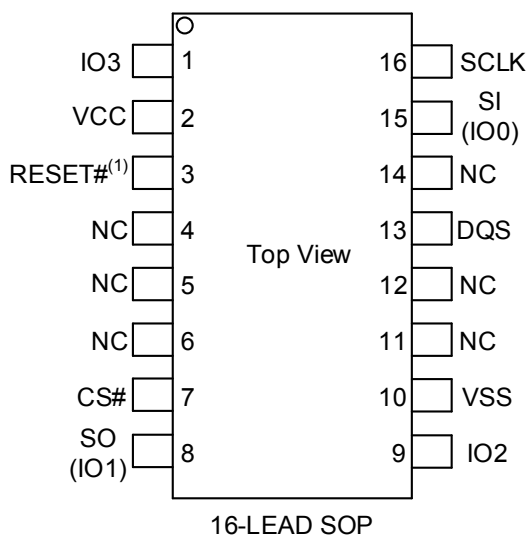 IO3 1 16 SCLK
VCC 2 15 SI
(IO0)
RESET#(1) 3 14 NC
NC 4 13 DQS
Top View
NC 5 12 NC
NC 6 11 NC
CS# 7 10 VSS
SO
(IO1) 8 9 IO2
16-LEAD SOP